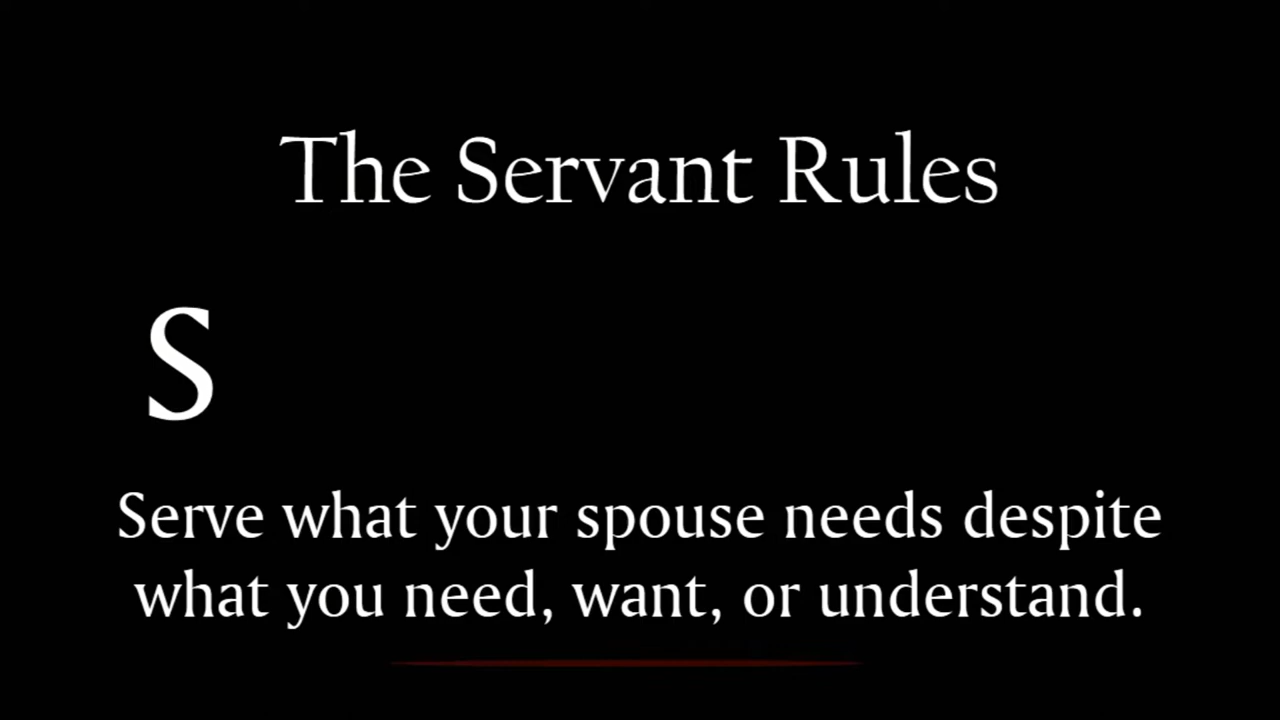 The Servant Rules
S
Serve what your spouse needs despite
what you need, want, or understand.